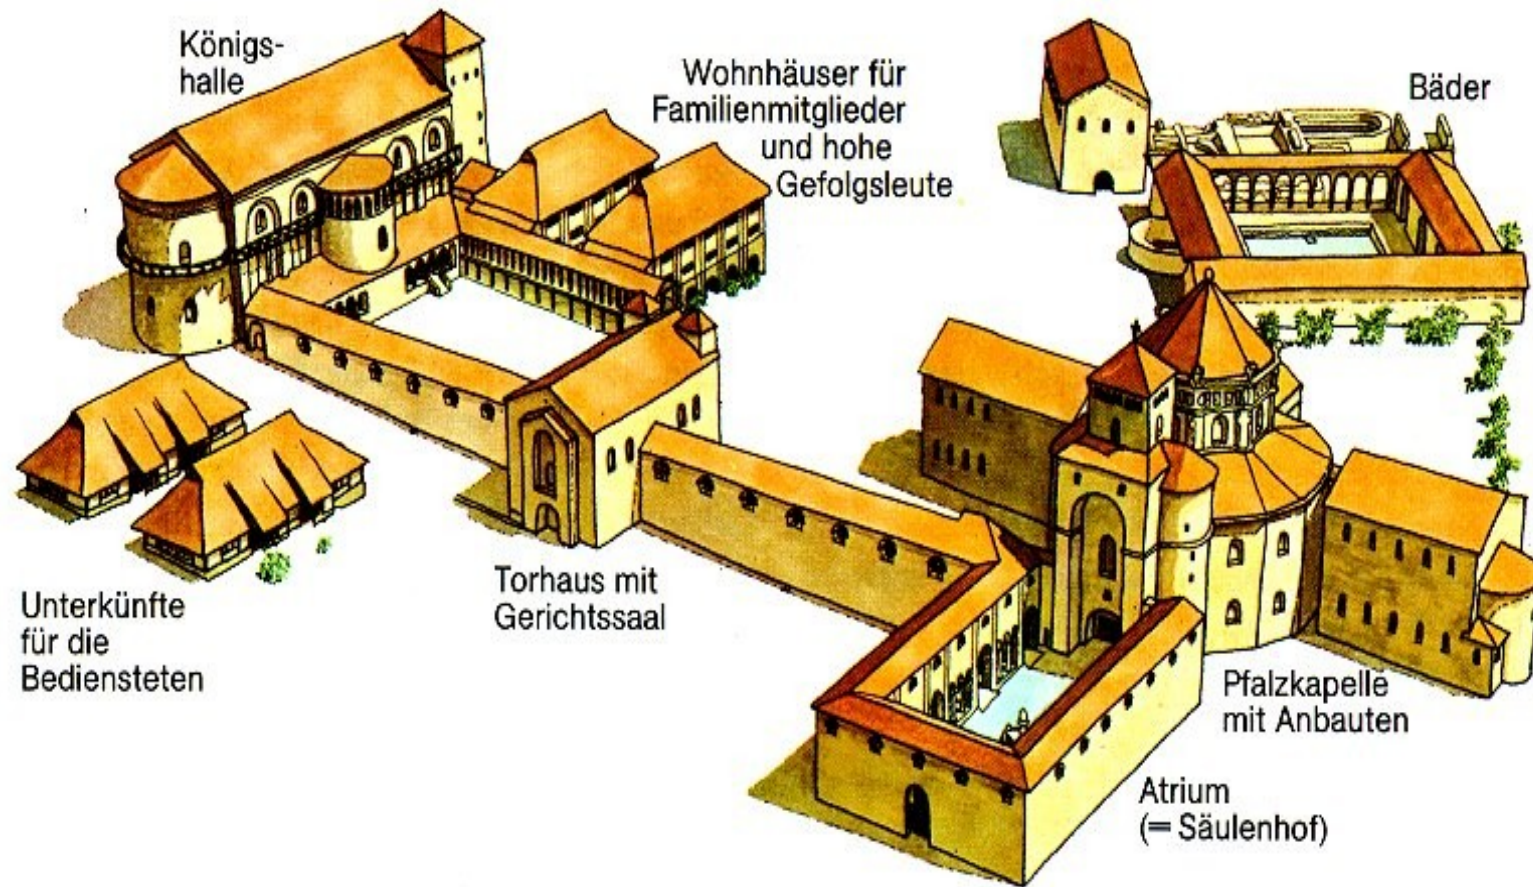 Königs-
halle
Wohnhäuser für
Familienmitglieder
und hohe
Gefolgsleute
Bäder
Unterkünfte
für die
Bediensteten
Torhaus mit
Gerichtssaal
Pfalzkapelle
mit Anbauten
Atrium
(= Säulenhof)